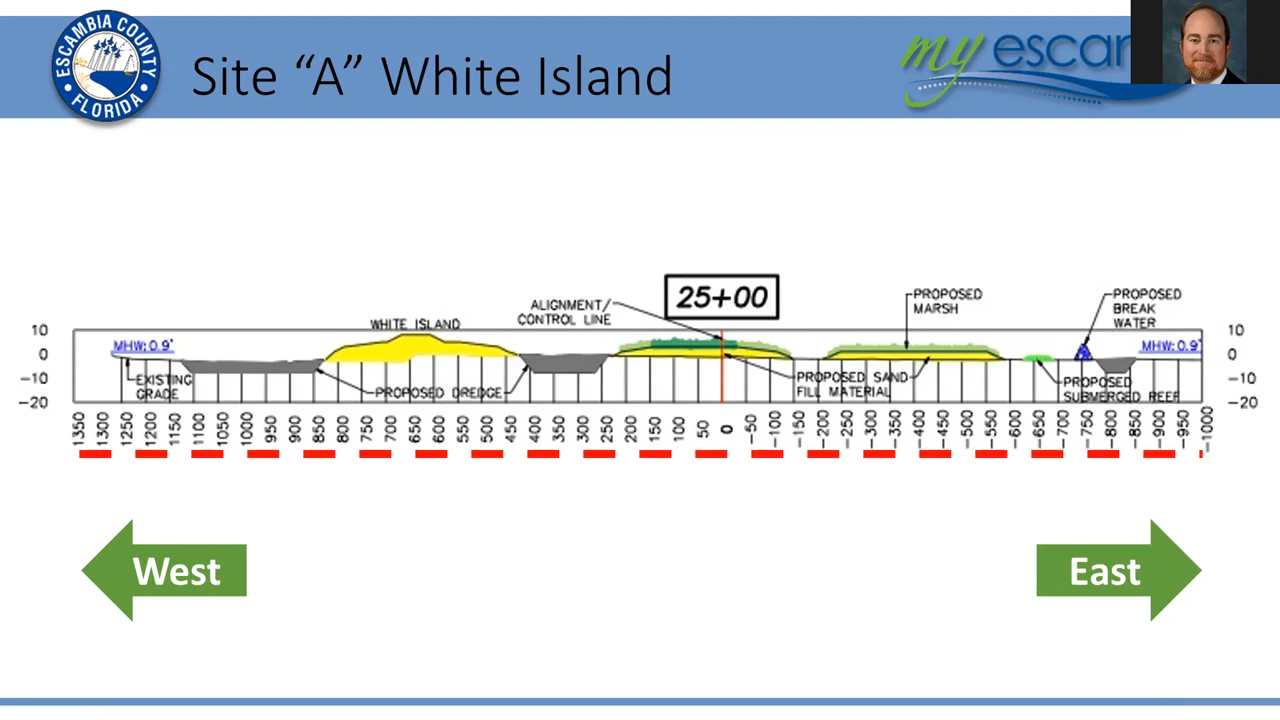 ESCAMBIA COUNTY
FLORIDA
Site “A” White Island
my escar
25+00
ALIGNMENT/
CONTROL LINE
PROPOSED
MARSH
PROPOSED
BREAK
WATER
WHITE ISLAND
10
0
-10
-20
MHW: 0.9'
EXISTING
GRADE
PROPOSED DREDGE
PROPOSED SAND
FILL MATERIAL
PROPOSED
SUBMERGED REEF
MHW: 0.9'
10
0
-10
-20
1350 1300 1250 1200 1150 1100 1050 1000 950 900 850 800 750 700 650 600 550 500 450 400 350 300 250 200 150 100 50 0 -50 -100 -150 -200 -250 -300 -350 -400 -450 -500 -550 -600 -650 -700 -750 -800 -850 -900 -950 -1000
West
East